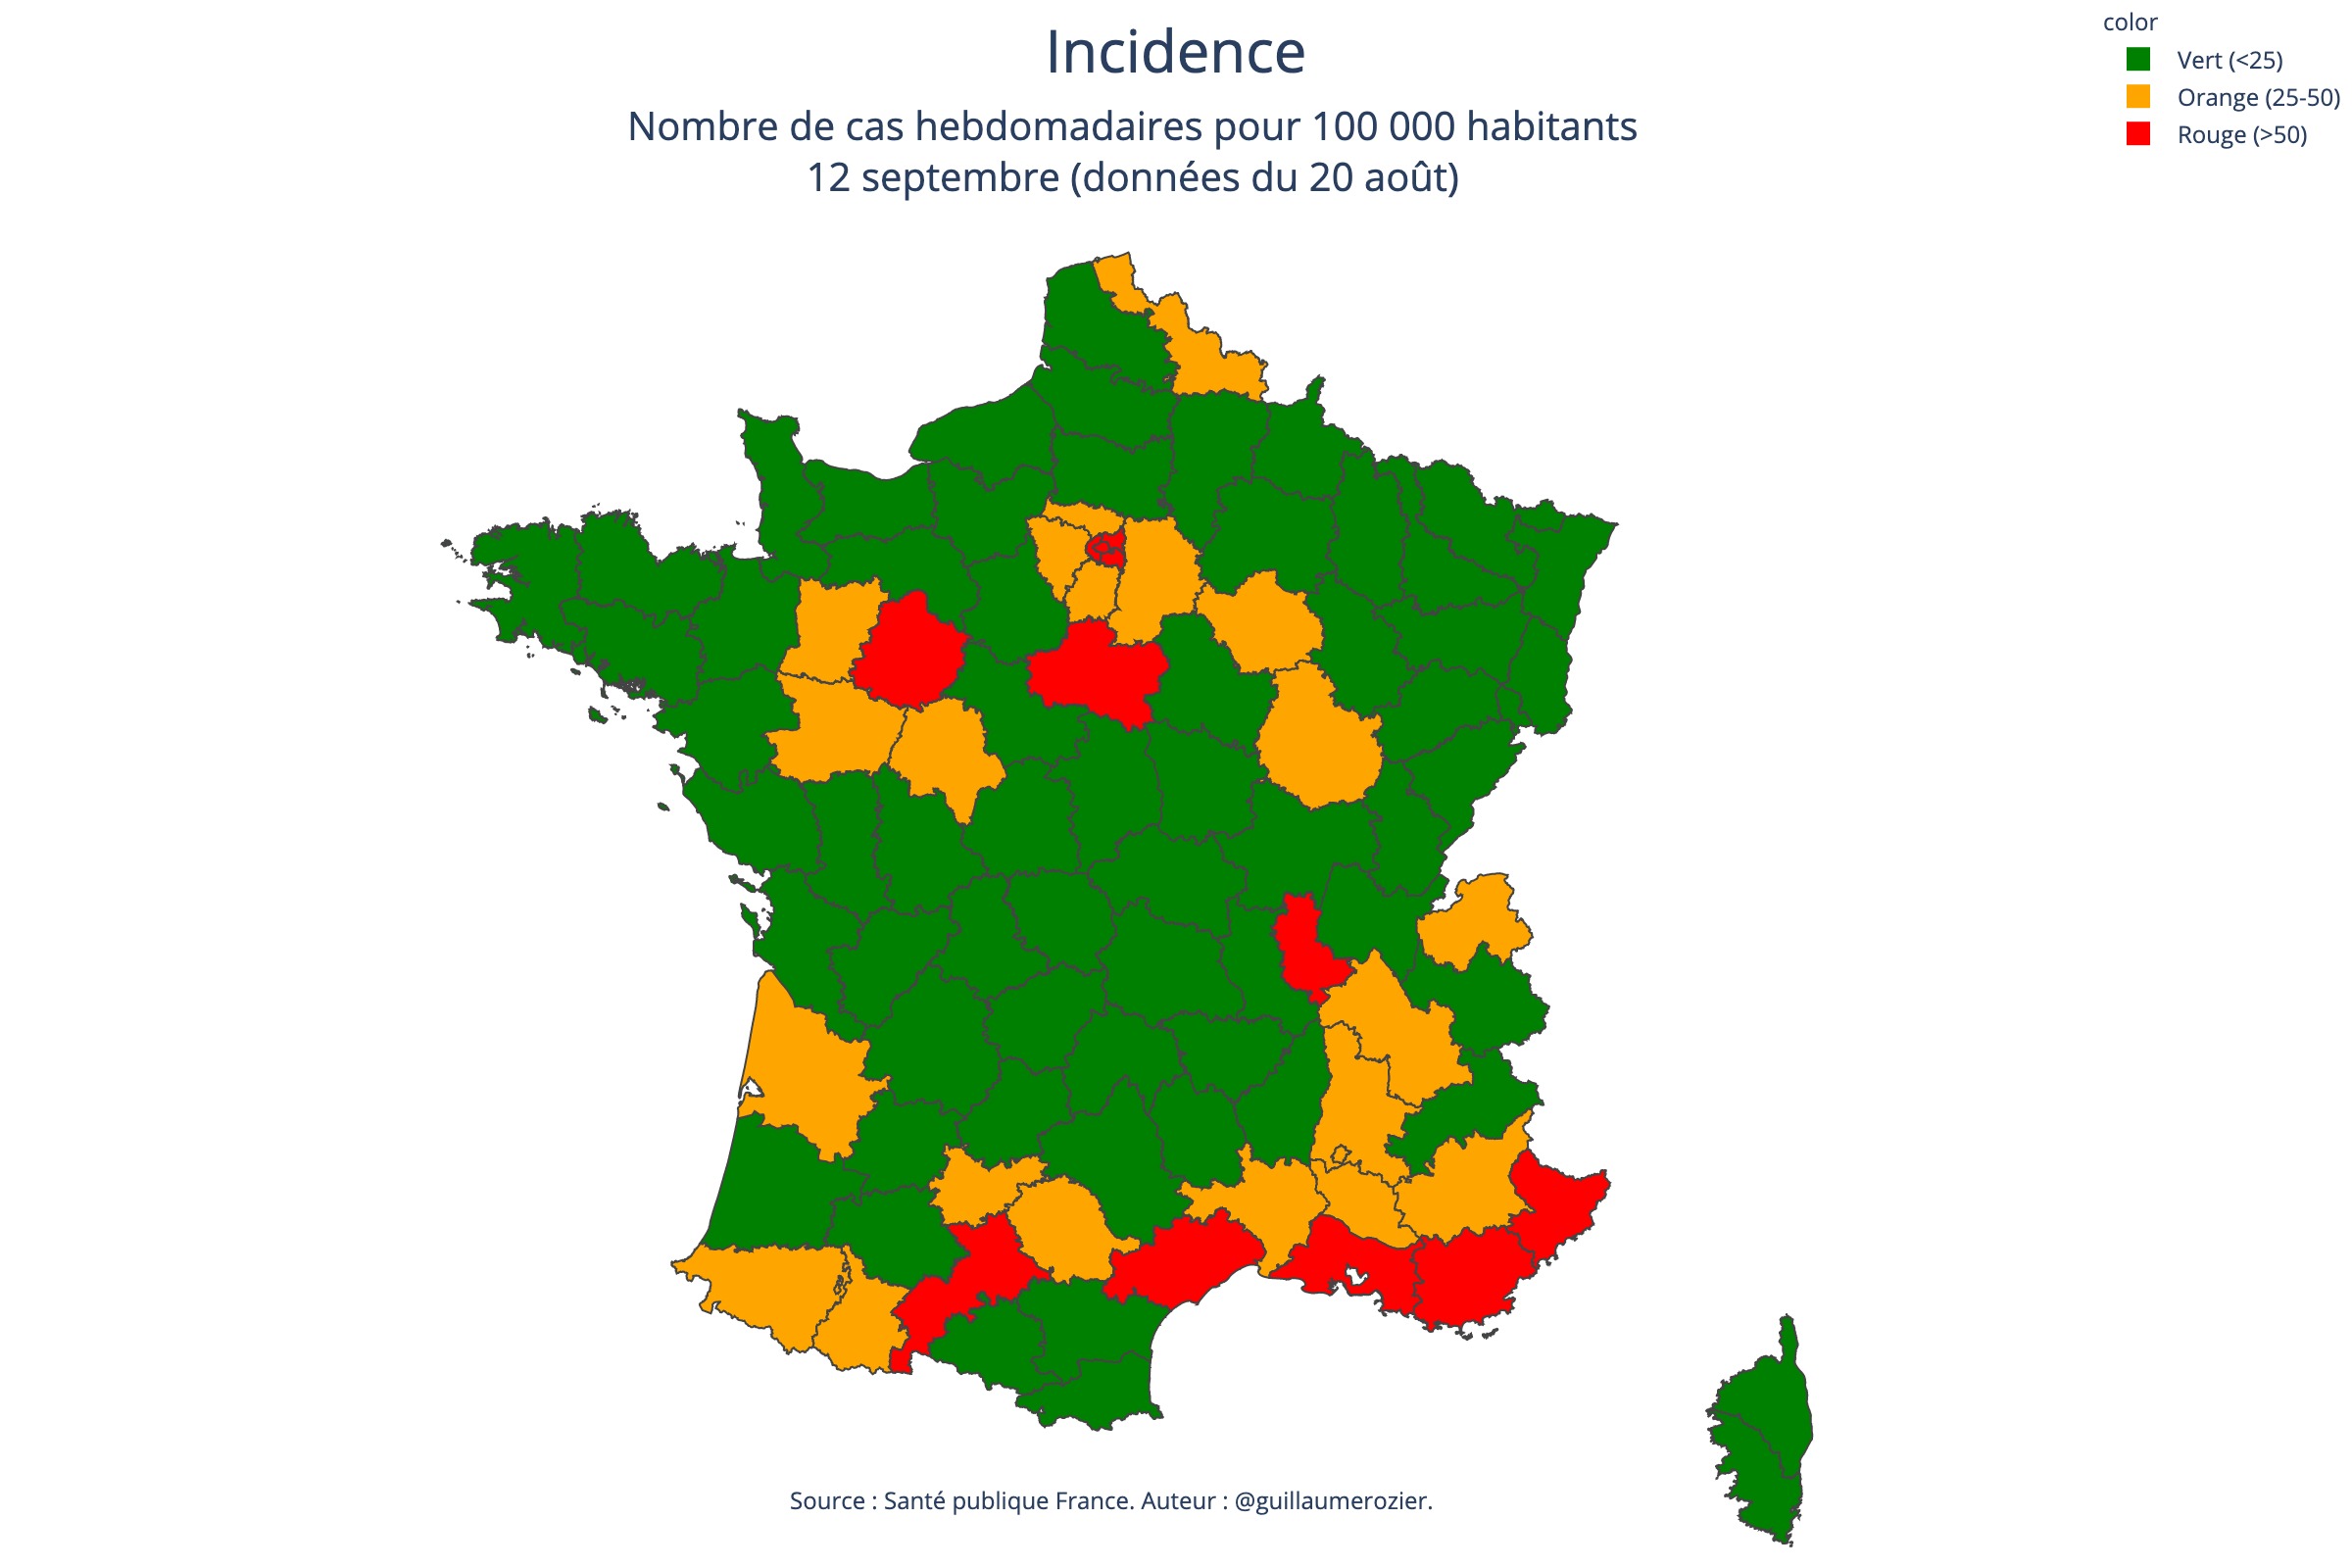 Incidence
Nombre de cas hebdomadaires pour 100 000 habitants
12 septembre (données du 20 août)
color
Vert (<25)
Orange (25-50)
Rouge (>50)
Source : Santé publique France. Auteur : @guillaumerozier.